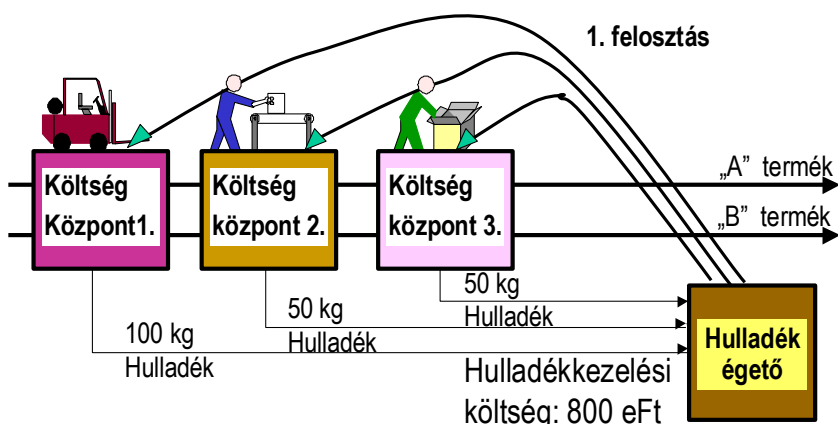 1. felosztás
Költség
Központ1.
Költség
központ 2.
Költség
központ 3.
„A” termék
„B” termék
100 kg
Hulladék
50 kg
Hulladék
50 kg
Hulladék
Hulladék
égető
Hulladékkezelési
költség: 800 eFt